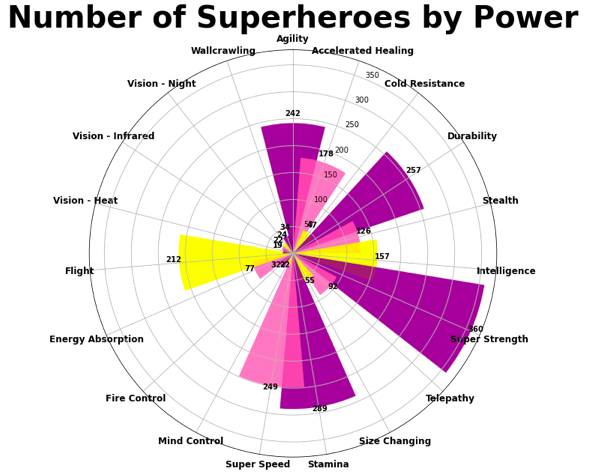 Number of Superheroes by Power
Agility
Wallcrawling
Accelerated Healing
350
Vision - Night
Cold Resistance
300
250
242
Vision - Infrared
Durability
200
178
257
150
Vision - Heat
100
Stealth
34
50
47
126
24
19
212
157
Flight
77
32
22
Intelligence
55
92
360
Energy Absorption
Super Strength
249
Fire Control
Telepathy
289
Mind Control
Size Changing
Super Speed
Stamina